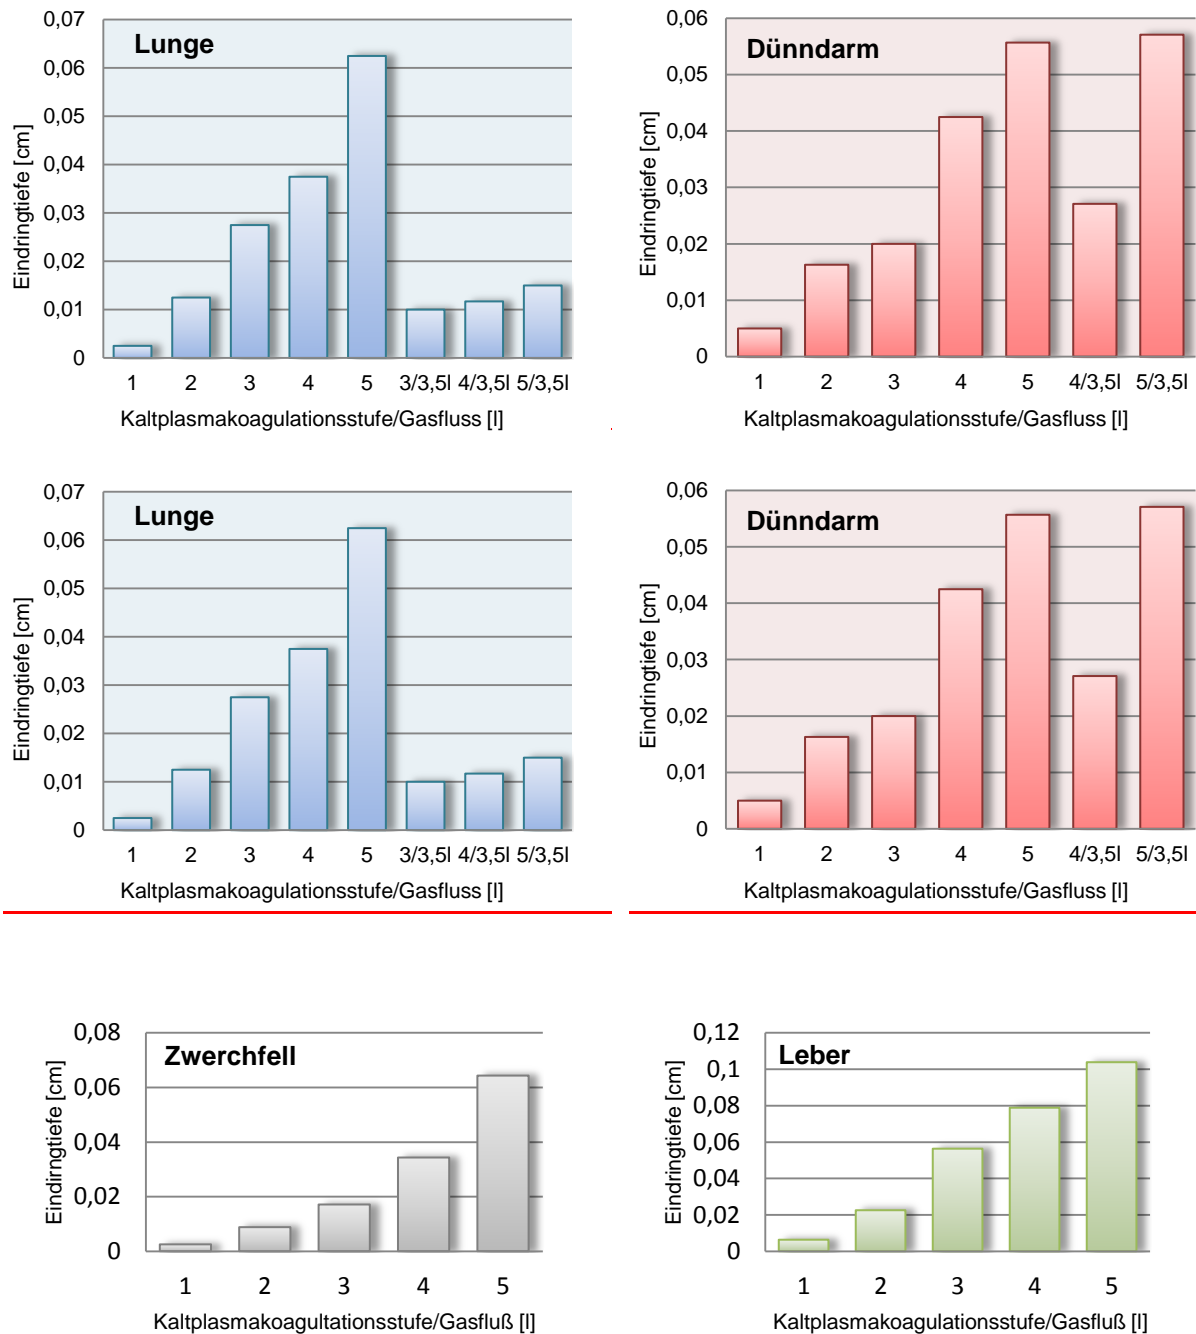 Lunge
Eindringtiefe [cm]
0,07
0,06
0,05
0,04
0,03
0,02
0,01
0
1 2 3 4 5 3/3,5l 4/3,5l 5/3,5l
Kaltplasmakoagulationsstufe/Gasfluss [l]
Dünndarm
Eindringtiefe [cm]
0,06
0,05
0,04
0,03
0,02
0,01
0
1 2 3 4 5 4/3,5l 5/3,5l
Kaltplasmakoagulationsstufe/Gasfluss [l]
Lunge
Eindringtiefe [cm]
0,07
0,06
0,05
0,04
0,03
0,02
0,01
0
1 2 3 4 5 3/3,5l 4/3,5l 5/3,5l
Kaltplasmakoagulationsstufe/Gasfluss [l]
Dünndarm
Eindringtiefe [cm]
0,06
0,05
0,04
0,03
0,02
0,01
0
1 2 3 4 5 4/3,5l 5/3,5l
Kaltplasmakoagulationsstufe/Gasfluss [l]
Zwerchfell
Eindirngtiefe [cm]
0,08
0,06
0,04
0,02
0
1 2 3 4 5
Kaltplasmakoagultationsstufe/Gasfluß [l]
Leber
Eindringtiefe [cm]
0,12
0,1
0,08
0,06
0,04
0,02
0
1 2 3 4 5
Kaltplasmakoagulationsstufe/Gasfluß [l]